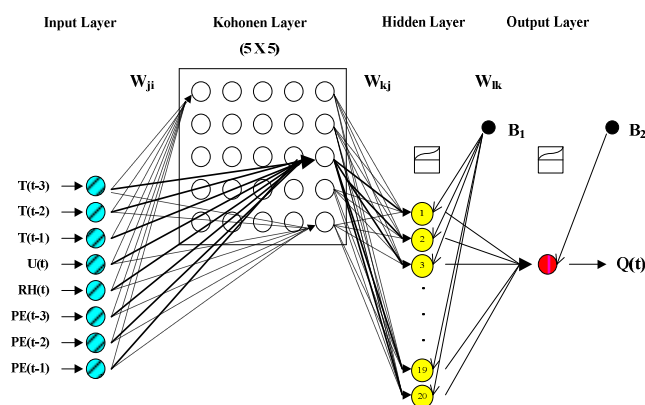 Input Layer Kohonen Layer Hidden Layer Output Layer
(5 X 5)
Wji Wkj Wlk
B1 B2
T(t-3)
T(t-2)
T(t-1)
U(t)
RH(t)
PE(t-3)
PE(t-2)
PE(t-1)
1
2
3
19
20
Q(t)